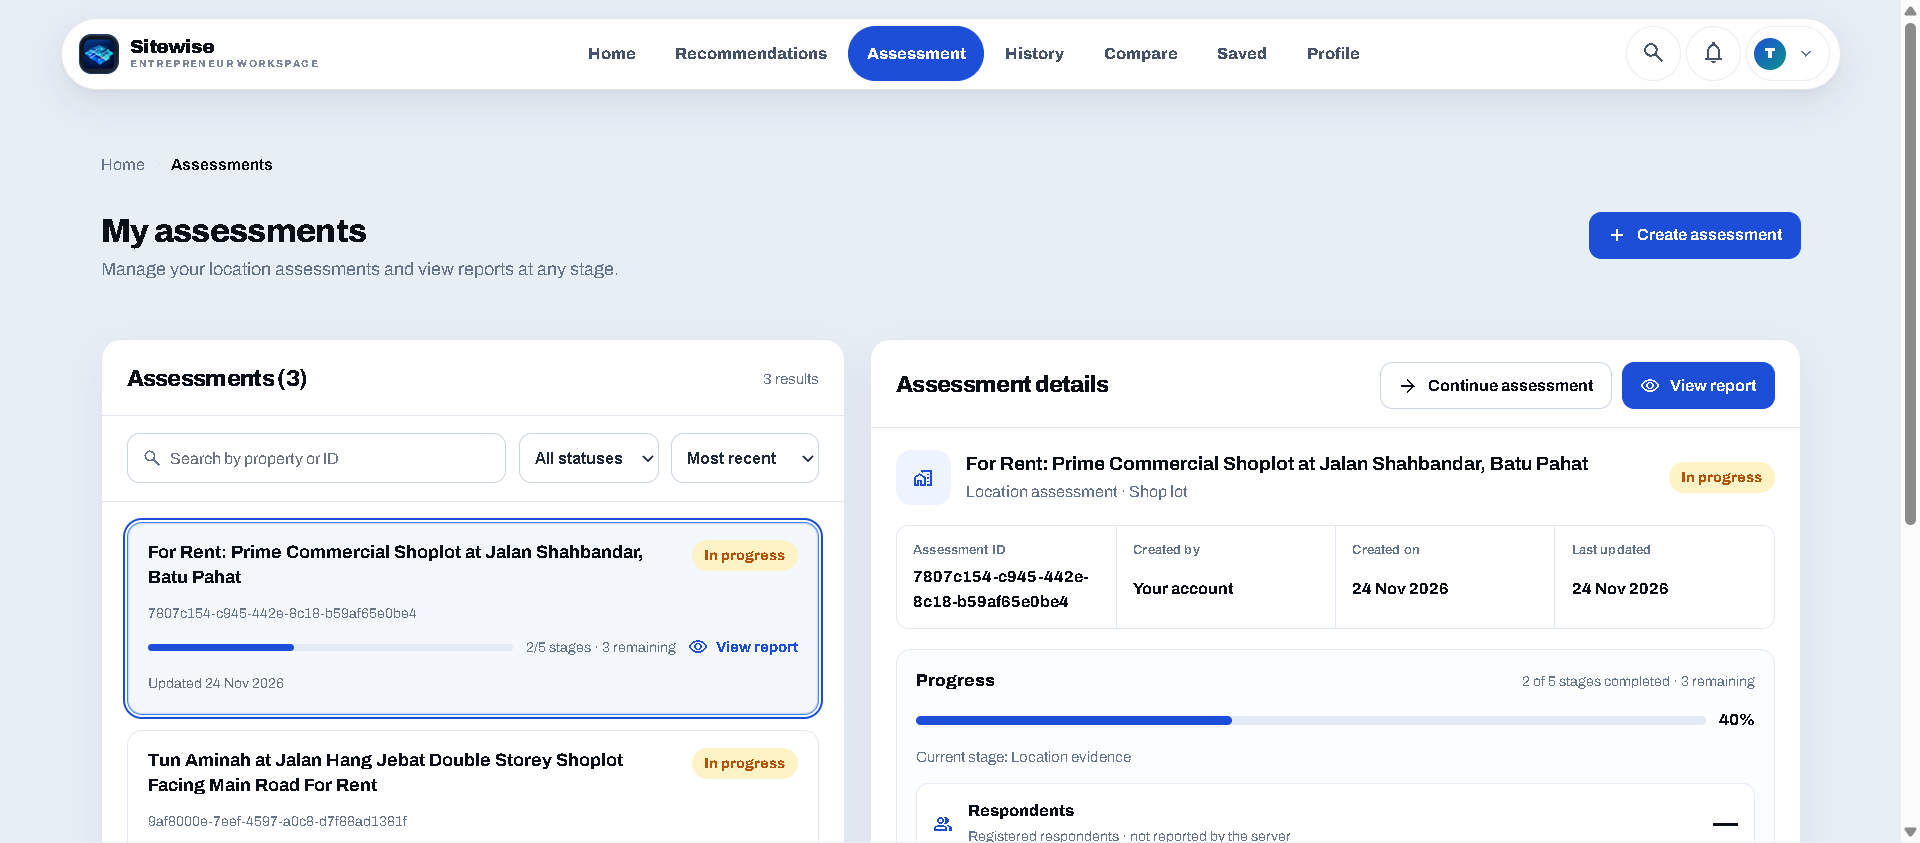 Sitewise
ENTREPRENEUR WORKSPACE
Home
Recommendations
Assessment
History
Compare
Saved
Profile
T
Home
Assessments
My assessments
Manage your location assessments and view reports at any stage.
Create assessment
Assessments (3)
3 results
Search by property or ID
All statuses
Most recent
For Rent: Prime Commercial Shoplot at Jalan Shahbandar,
Batu Pahat
In progress
7807c154-c945-442e-8c18-b59af65e0be4
2/5 stages · 3 remaining
View report
Updated 24 Nov 2026
Tun Aminah at Jalan Hang Jebat Double Storey Shoplot
Facing Main Road For Rent
In progress
9af8000e-7eef-4597-a0c8-d7f88ad1381f
Assessment details
Continue assessment
View report
For Rent: Prime Commercial Shoplot at Jalan Shahbandar, Batu Pahat
Location assessment · Shop lot
In progress
Assessment ID
7807c154-c945-442e-
8c18-b59af65e0be4
Created by
Your account
Created on
24 Nov 2026
Last updated
24 Nov 2026
Progress
2 of 5 stages completed · 3 remaining
40%
Current stage: Location evidence
Respondents
Registered respondents · not reported by the server
—